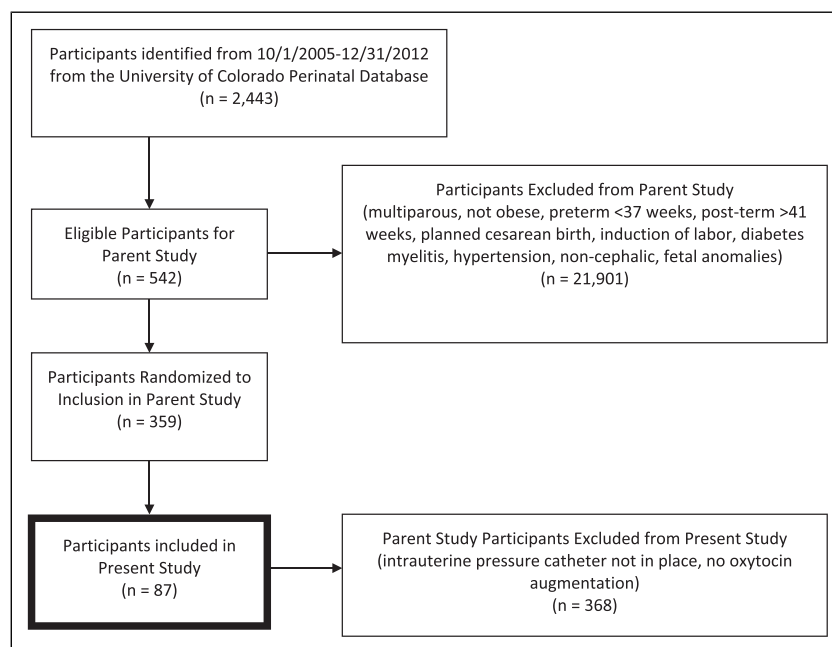 Participants identified from 10/1/2005-12/31/2012
from the University of Colorado Perinatal Database
(n = 2,443)
Participants Excluded from Parent Study
(multiparous, not obese, preterm <37 weeks, post-term >41
weeks, planned cesarean birth, induction of labor, diabetes
myelitis, hypertension, non-cephalic, fetal anomalies)
(n = 21,901)
Eligible Participants for
Parent Study
(n = 542)
Participants Randomized to
Inclusion in Parent Study
(n = 359)
Participants included in
Present Study
(n = 87)
Parent Study Participants Excluded from Present Study
(intrauterine pressure catheter not in place, no oxytocin
augmentation)
(n = 368)